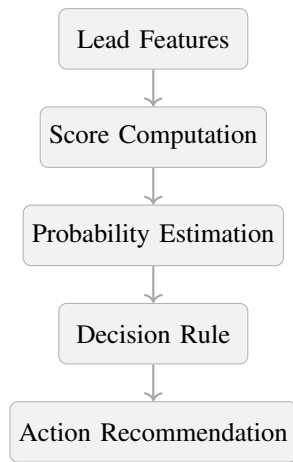 Lead Features
Score Computation
Probability Estimation
Decision Rule
Action Recommendation